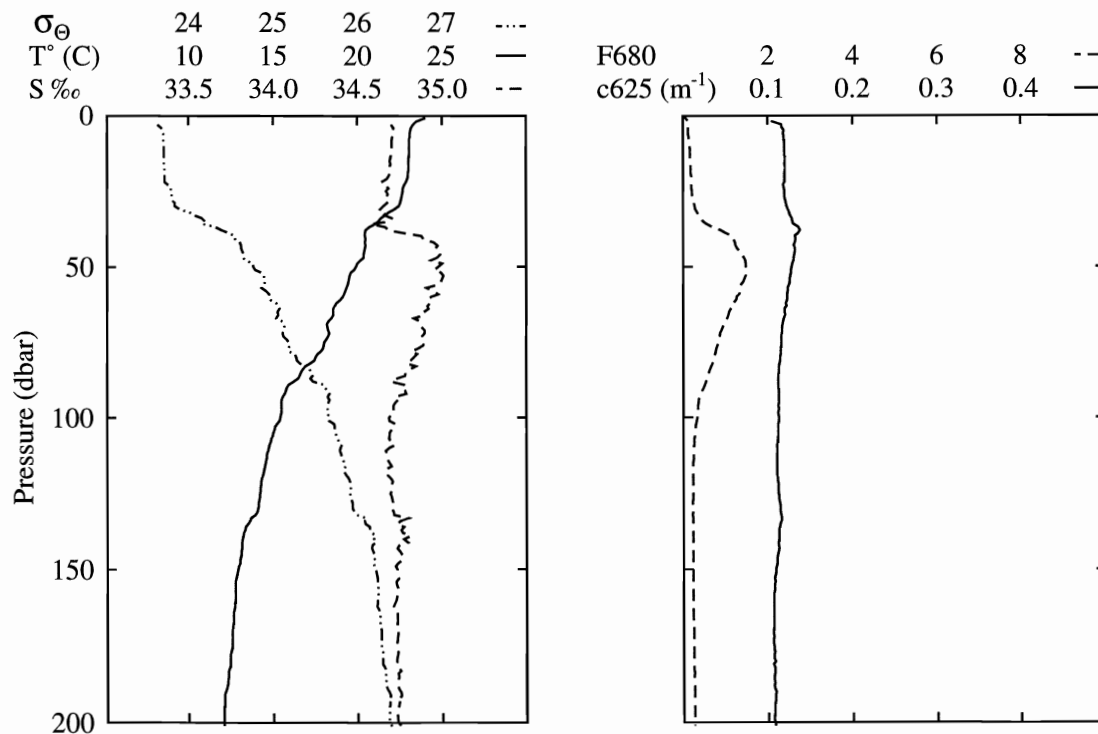 σΘ 24 25 26 27
T° (C) 10 15 20 25
S ‰ 33.5 34.0 34.5 35.0
F680 2 4 6 8
c625 (m⁻¹) 0.1 0.2 0.3 0.4
0
50
100
150
200
Pressure (dbar)